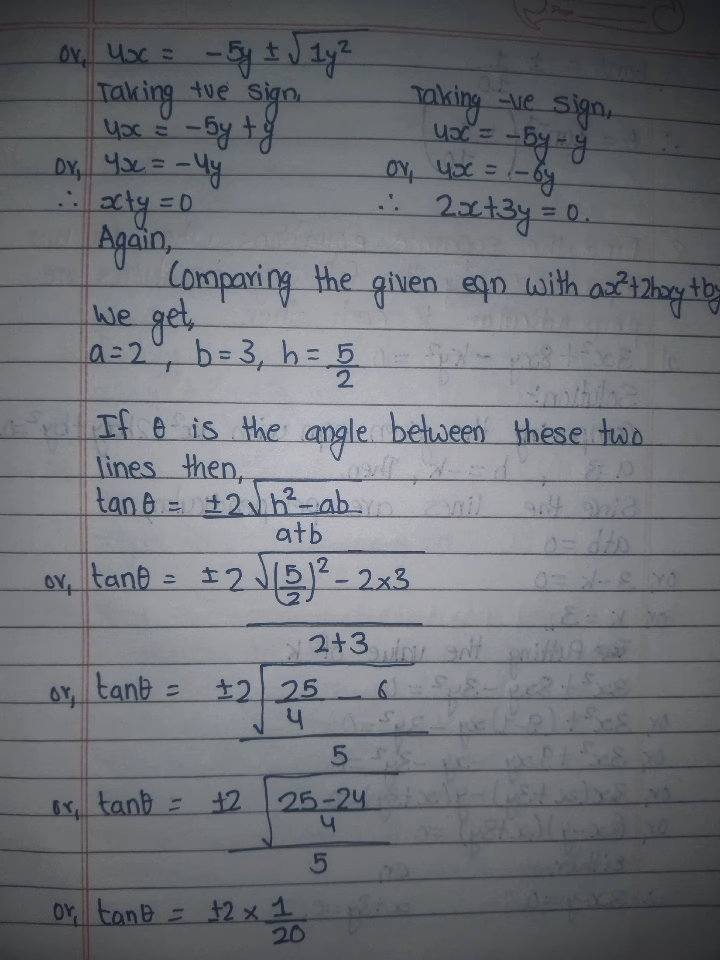 or, 4x = -5y ± √1y²
Taking +ve sign,
4x = -5y + y
or, 4x = -4y
∴ x+y = 0
Taking -ve sign,
4x = -5y - y
or, 4x = -6y
∴ 2x+3y = 0.
Again,
Comparing the given eqn with ax²+2hxy+by
We get,
a=2 , b=3, h= 5/2
If θ is the angle between these two
lines then,
tanθ = ±2√h²-ab / a+b
or, tanθ = ±2 √(5/2)² - 2×3 / 2+3
or, tanθ = ±2 √25/4 - 6 / 5
or, tanθ = ±2 √25-24/4 / 5
or, tanθ = ±2 × 1/20